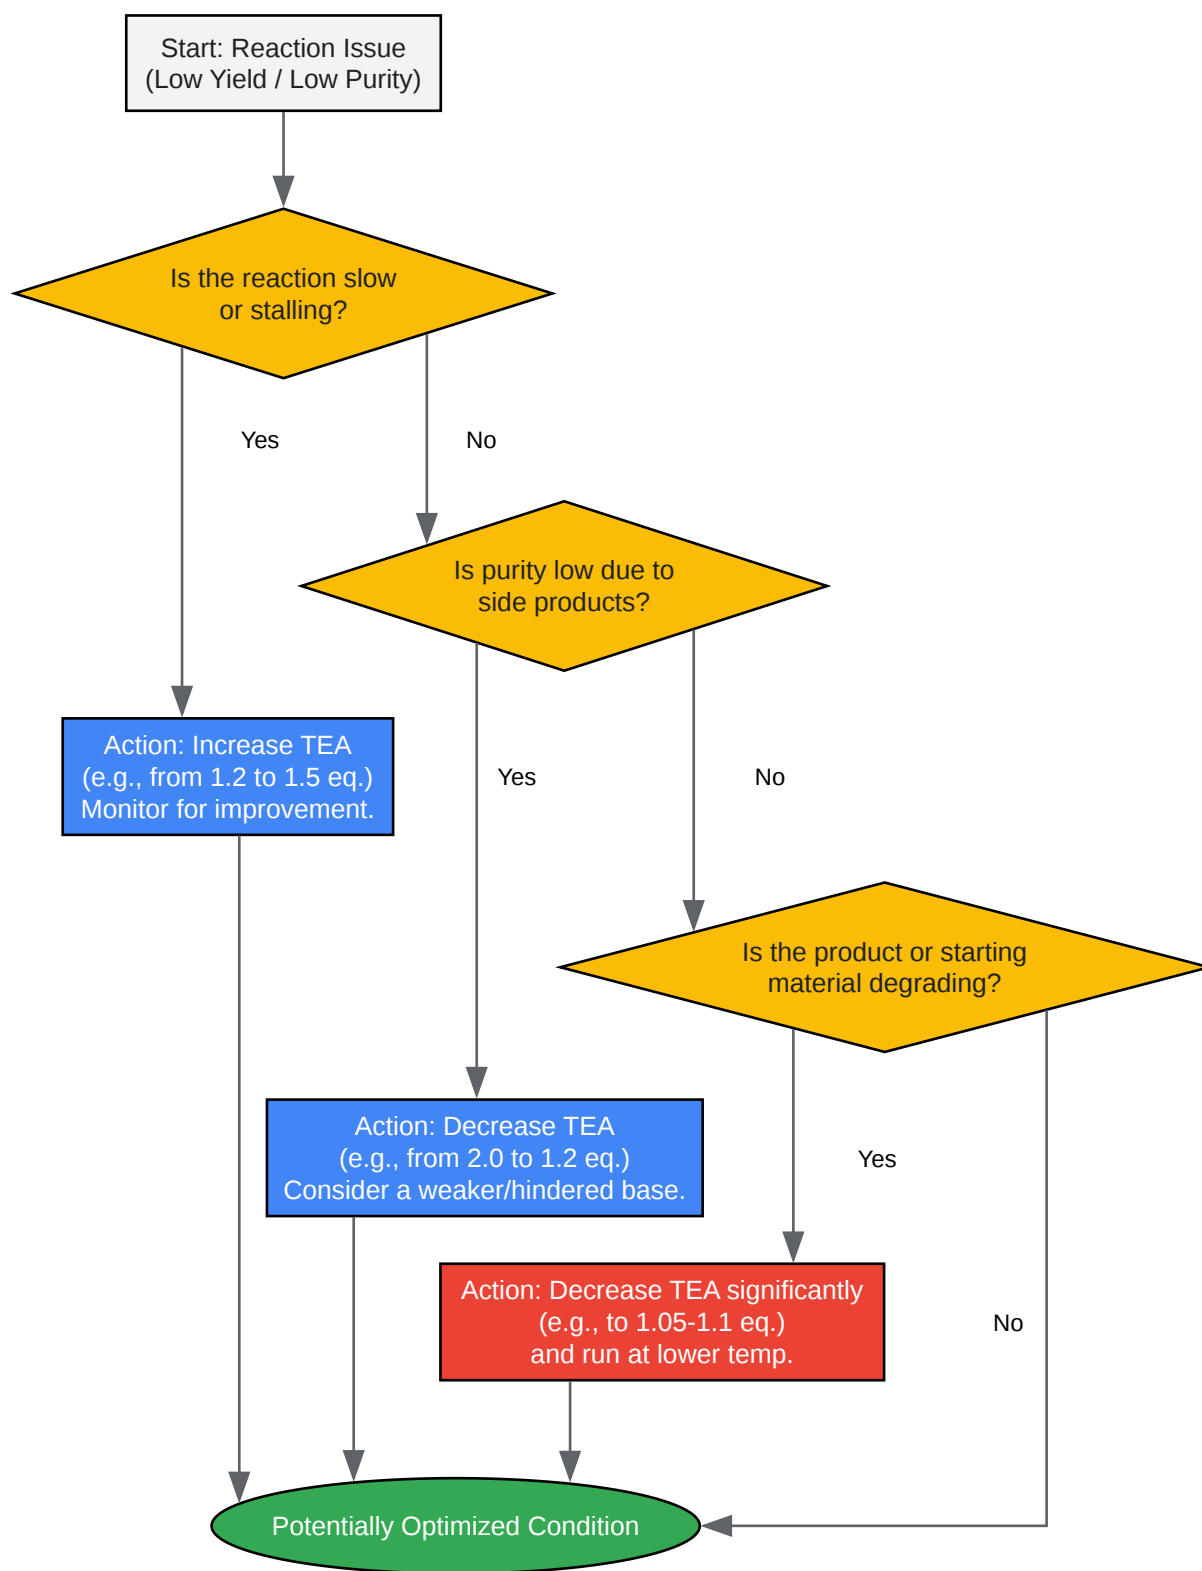 Start: Reaction Issue
(Low Yield / Low Purity)
Is the reaction slow
or stalling?
Yes
No
Is purity low due to
side products?
Action: Increase TEA
(e.g., from 1.2 to 1.5 eq.)
Monitor for improvement.
Yes
No
Is the product or starting
material degrading?
Action: Decrease TEA
(e.g., from 2.0 to 1.2 eq.)
Consider a weaker/hindered base.
Yes
Action: Decrease TEA significantly
(e.g., to 1.05-1.1 eq.)
and run at lower temp.
No
Potentially Optimized Condition